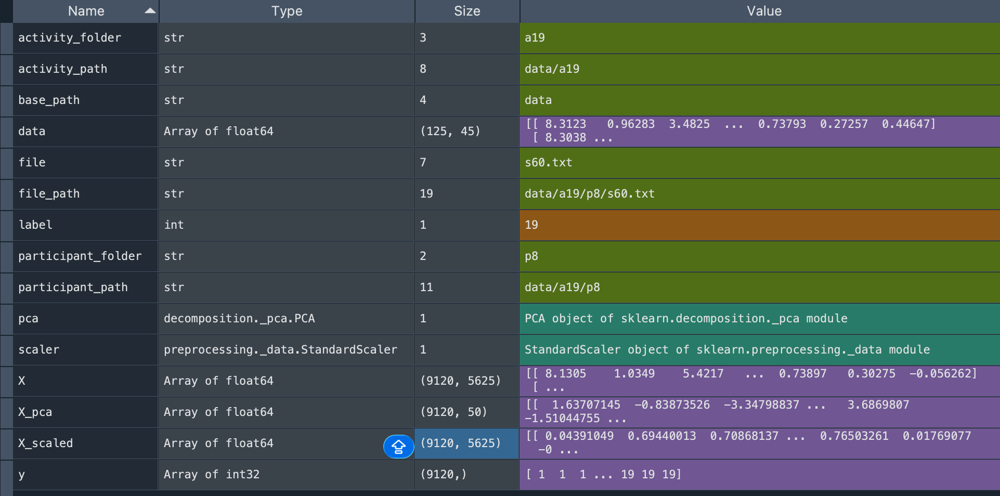 Name Type Size Value
activity_folder str 3 a19
activity_path str 8 data/a19
base_path str 4 data
data Array of float64 (125, 45) [[ 8.3123 0.96283 3.4825 ... 0.73793 0.27257 0.44647]
[ 8.3038 ...
file str 7 s60.txt
file_path str 19 data/a19/p8/s60.txt
label int 1 19
participant_folder str 2 p8
participant_path str 11 data/a19/p8
pca decomposition._pca.PCA 1 PCA object of sklearn.decomposition._pca module
scaler preprocessing._data.StandardScaler 1 StandardScaler object of sklearn.preprocessing._data module
X Array of float64 (9120, 5625) [[ 8.1305 1.0349 5.4217 ... 0.73897 0.30275 -0.056262]
[ ...
X_pca Array of float64 (9120, 50) [[ 1.63707145 -0.83873526 -3.34798837 ... 3.6869807
-1.51044755 ...
X_scaled Array of float64 (9120, 5625) [[ 0.04391049 0.69440013 0.70868137 ... 0.76503261 0.01769077
-0 ...
y Array of int32 (9120,) [ 1 1 1 ... 19 19 19]